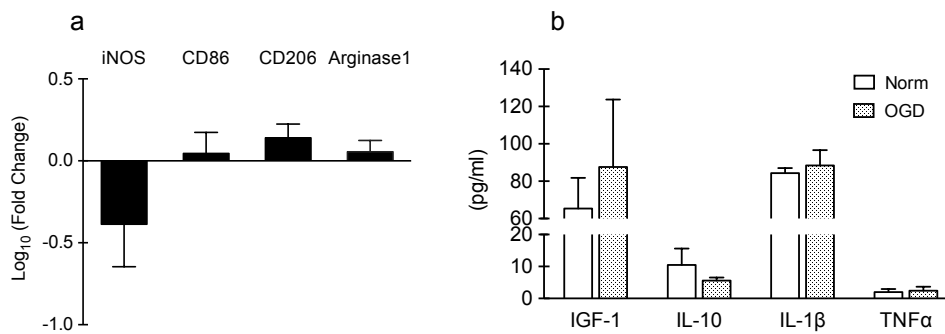 a
iNOS CD86 CD206 Arginase1
0.5
0.0
-0.5
-1.0
Log10 (Fold Change)
b
140
120
100
80
60
20
10
0
(pg/ml)
Norm
OGD
IGF-1 IL-10 IL-1β TNFα